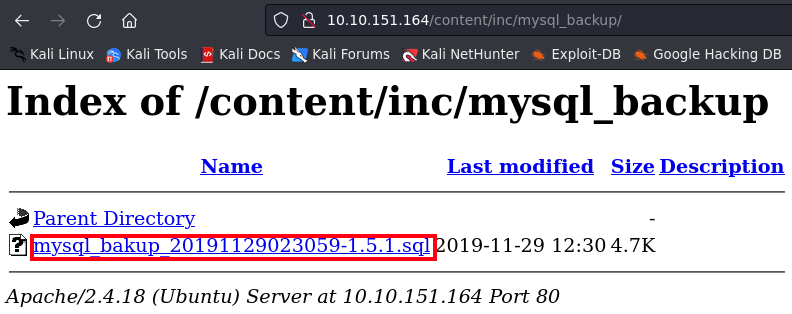 10.10.151.164/content/inc/mysql_backup/
Kali Linux Kali Tools Kali Docs Kali Forums Kali NetHunter Exploit-DB Google Hacking DB
Index of /content/inc/mysql_backup
Name Last modified Size Description
Parent Directory -
mysql_bakup_20191129023059-1.5.1.sql 2019-11-29 12:30 4.7K
Apache/2.4.18 (Ubuntu) Server at 10.10.151.164 Port 80